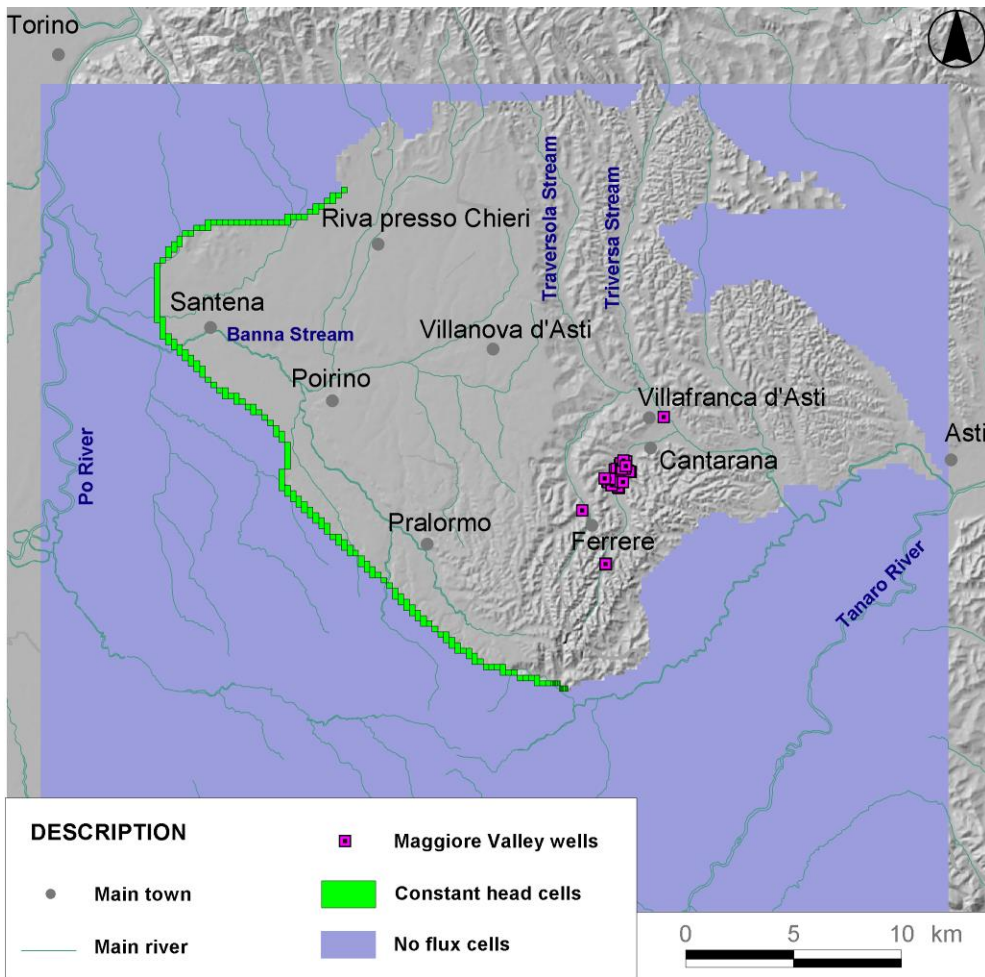 Torino
Traversola Stream
Triversa Stream
Riva presso Chieri
Santena
Banna Stream
Villanova d'Asti
Poirino
Villafranca d'Asti
Asti
Cantarana
Po River
Pralormo
Ferrere
Tanaro River
DESCRIPTION
Maggiore Valley wells
Main town
Constant head cells
Main river
No flux cells
0 5 10 km